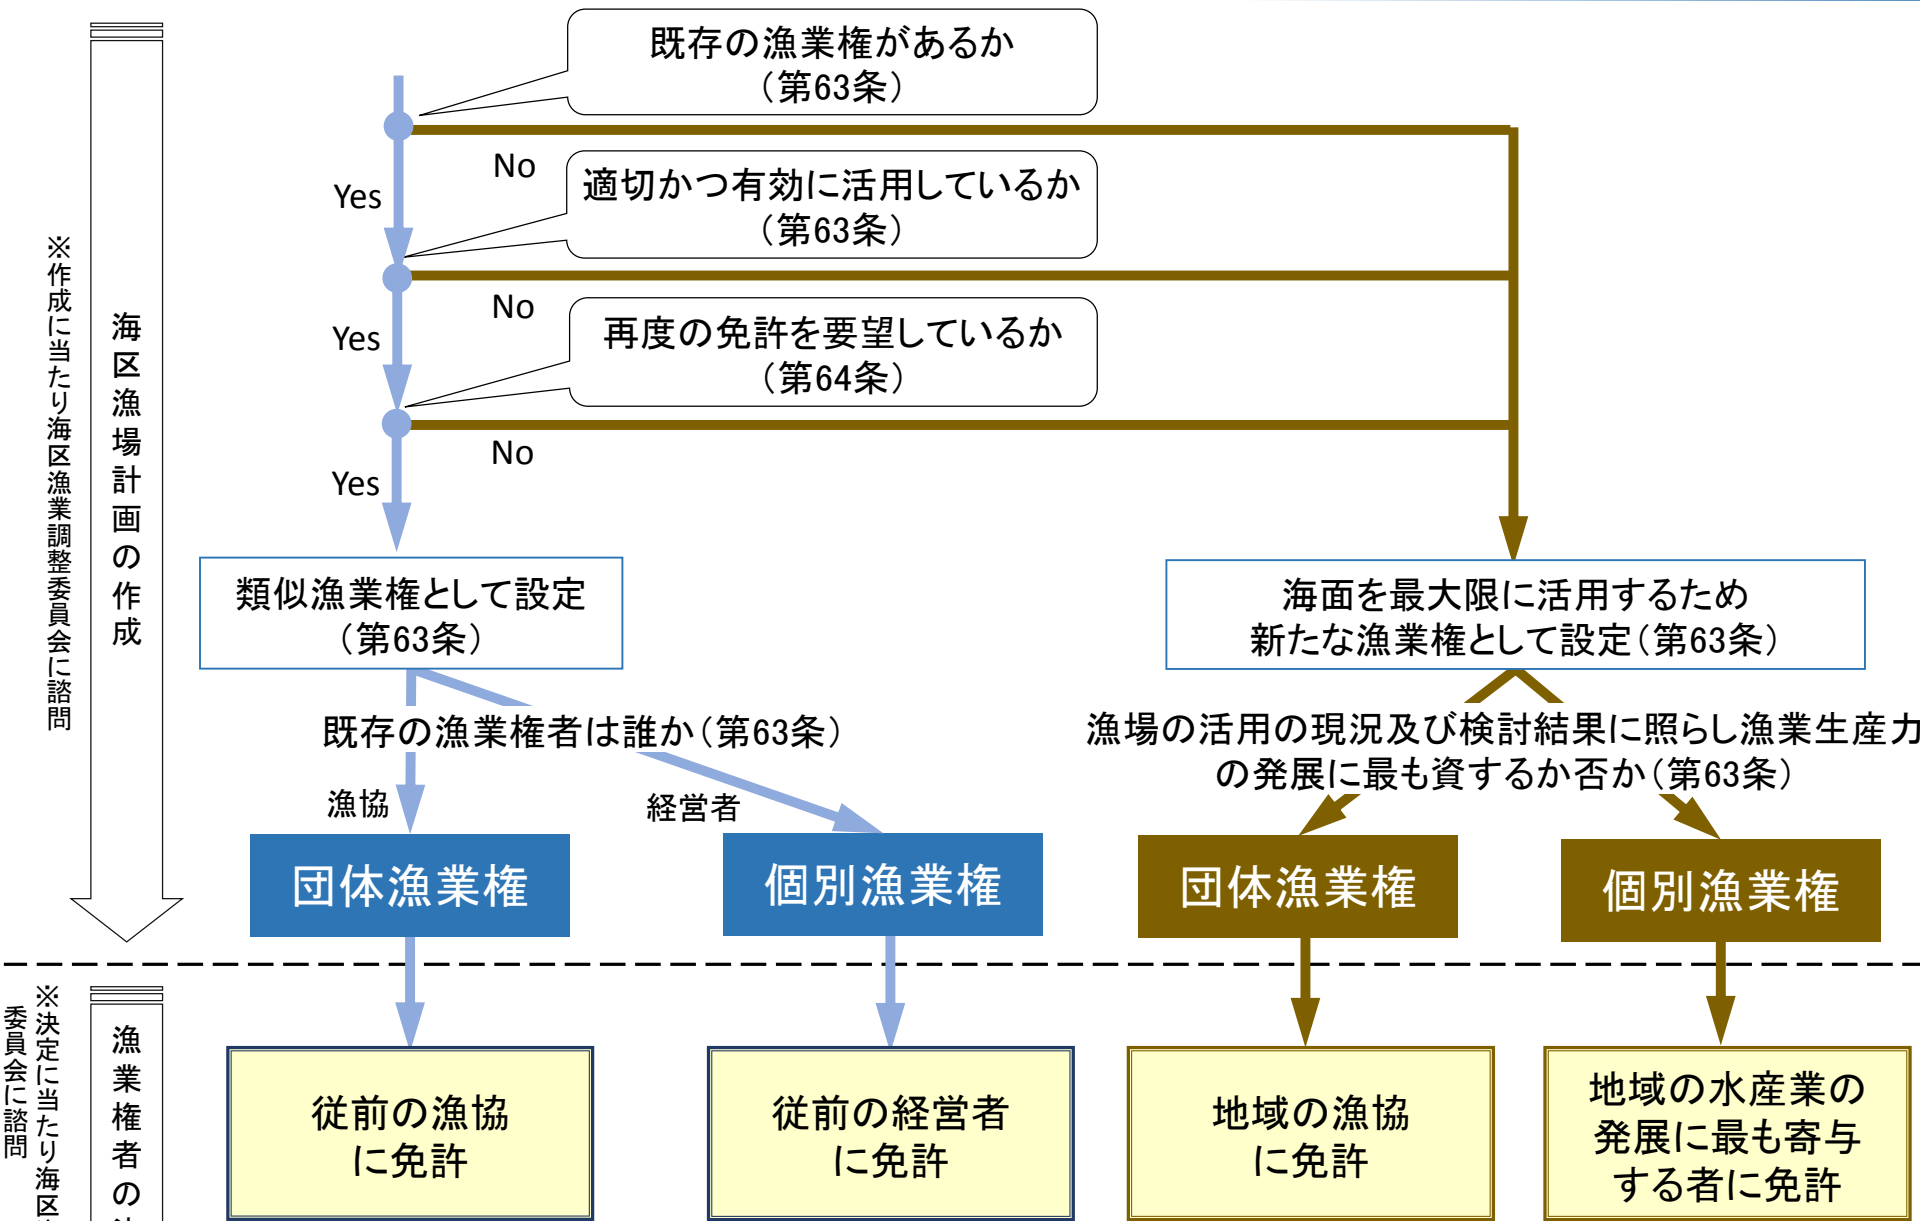 既存の漁業権があるか
（第63条）
No
Yes
適切かつ有効に活用しているか
（第63条）
No
Yes
再度の免許を要望しているか
（第64条）
No
Yes
※作成に当たり海区漁業調整委員会に諮問
海区漁場計画の作成
類似漁業権として設定
（第63条）
海面を最大限に活用するため
新たな漁業権として設定（第63条）
既存の漁業権者は誰か（第63条）
漁場の活用の現況及び検討結果に照らし漁業生産力
の発展に最も資するか否か（第63条）
漁協
経営者
団体漁業権
個別漁業権
団体漁業権
個別漁業権
※決定に当たり海区
委員会に諮問
漁業権者の
従前の漁協
に免許
従前の経営者
に免許
地域の漁協
に免許
地域の水産業の
発展に最も寄与
する者に免許